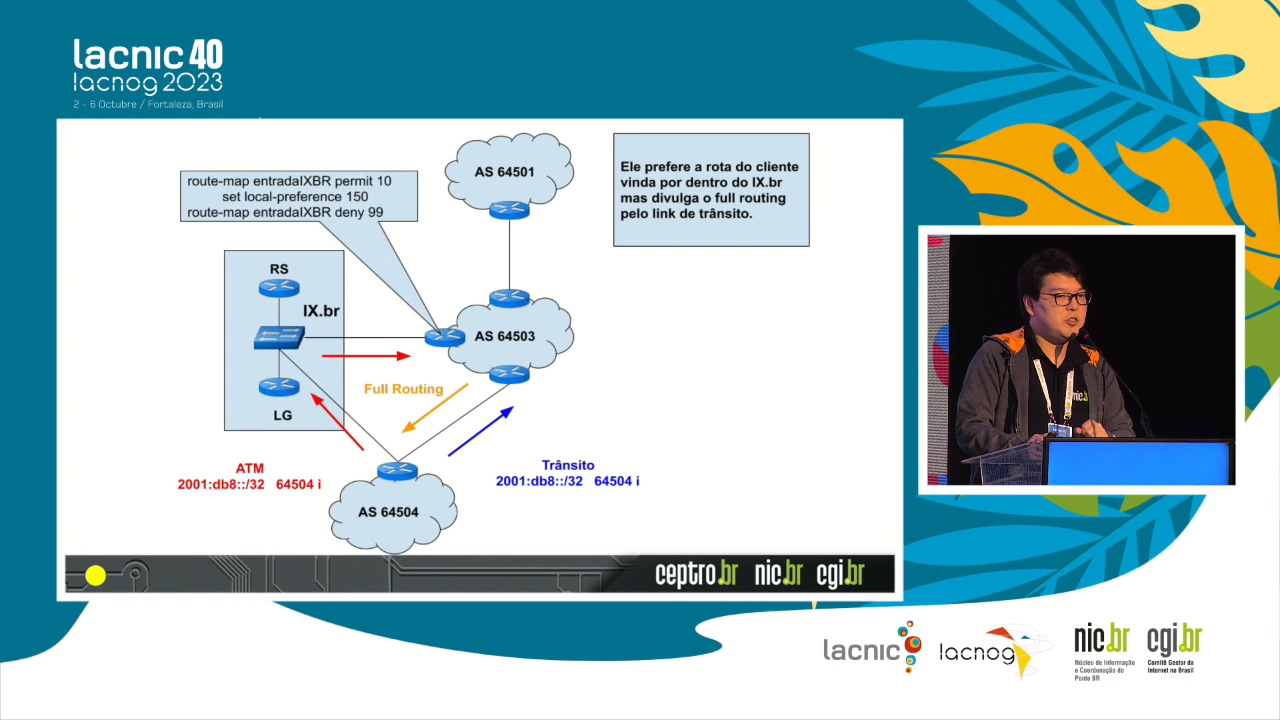 lacnic 40
lacnog 2023
2 - 6 Octubre / Fortaleza, Brasil
AS 64501
Ele prefere a rota do cliente
vinda por dentro do IX.br
mas divulga o full routing
pelo link de trânsito.
route-map entradaIXBR permit 10
set local-preference 150
route-map entradaIXBR deny 99
RS
IX.br
AS 64503
Full Routing
LG
ATM
2001:db8::/32 64504 i
Trânsito
2001:db8::/32 64504 i
AS 64504
ceptro.br nic.br cgi.br
nic.br
lacnic
lacnog
nic.br
Núcleo de Informação
e Coordenação do
Ponto BR
cgi.br
Comitê Gestor da
Internet no Brasil